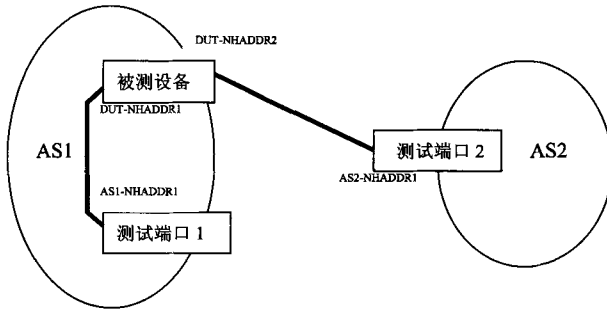 DUT-NHADDR2
被测设备
DUT-NHADDR1
AS1
测试端口 2
AS2
AS2-NHADDR1
AS1-NHADDR1
测试端口 1